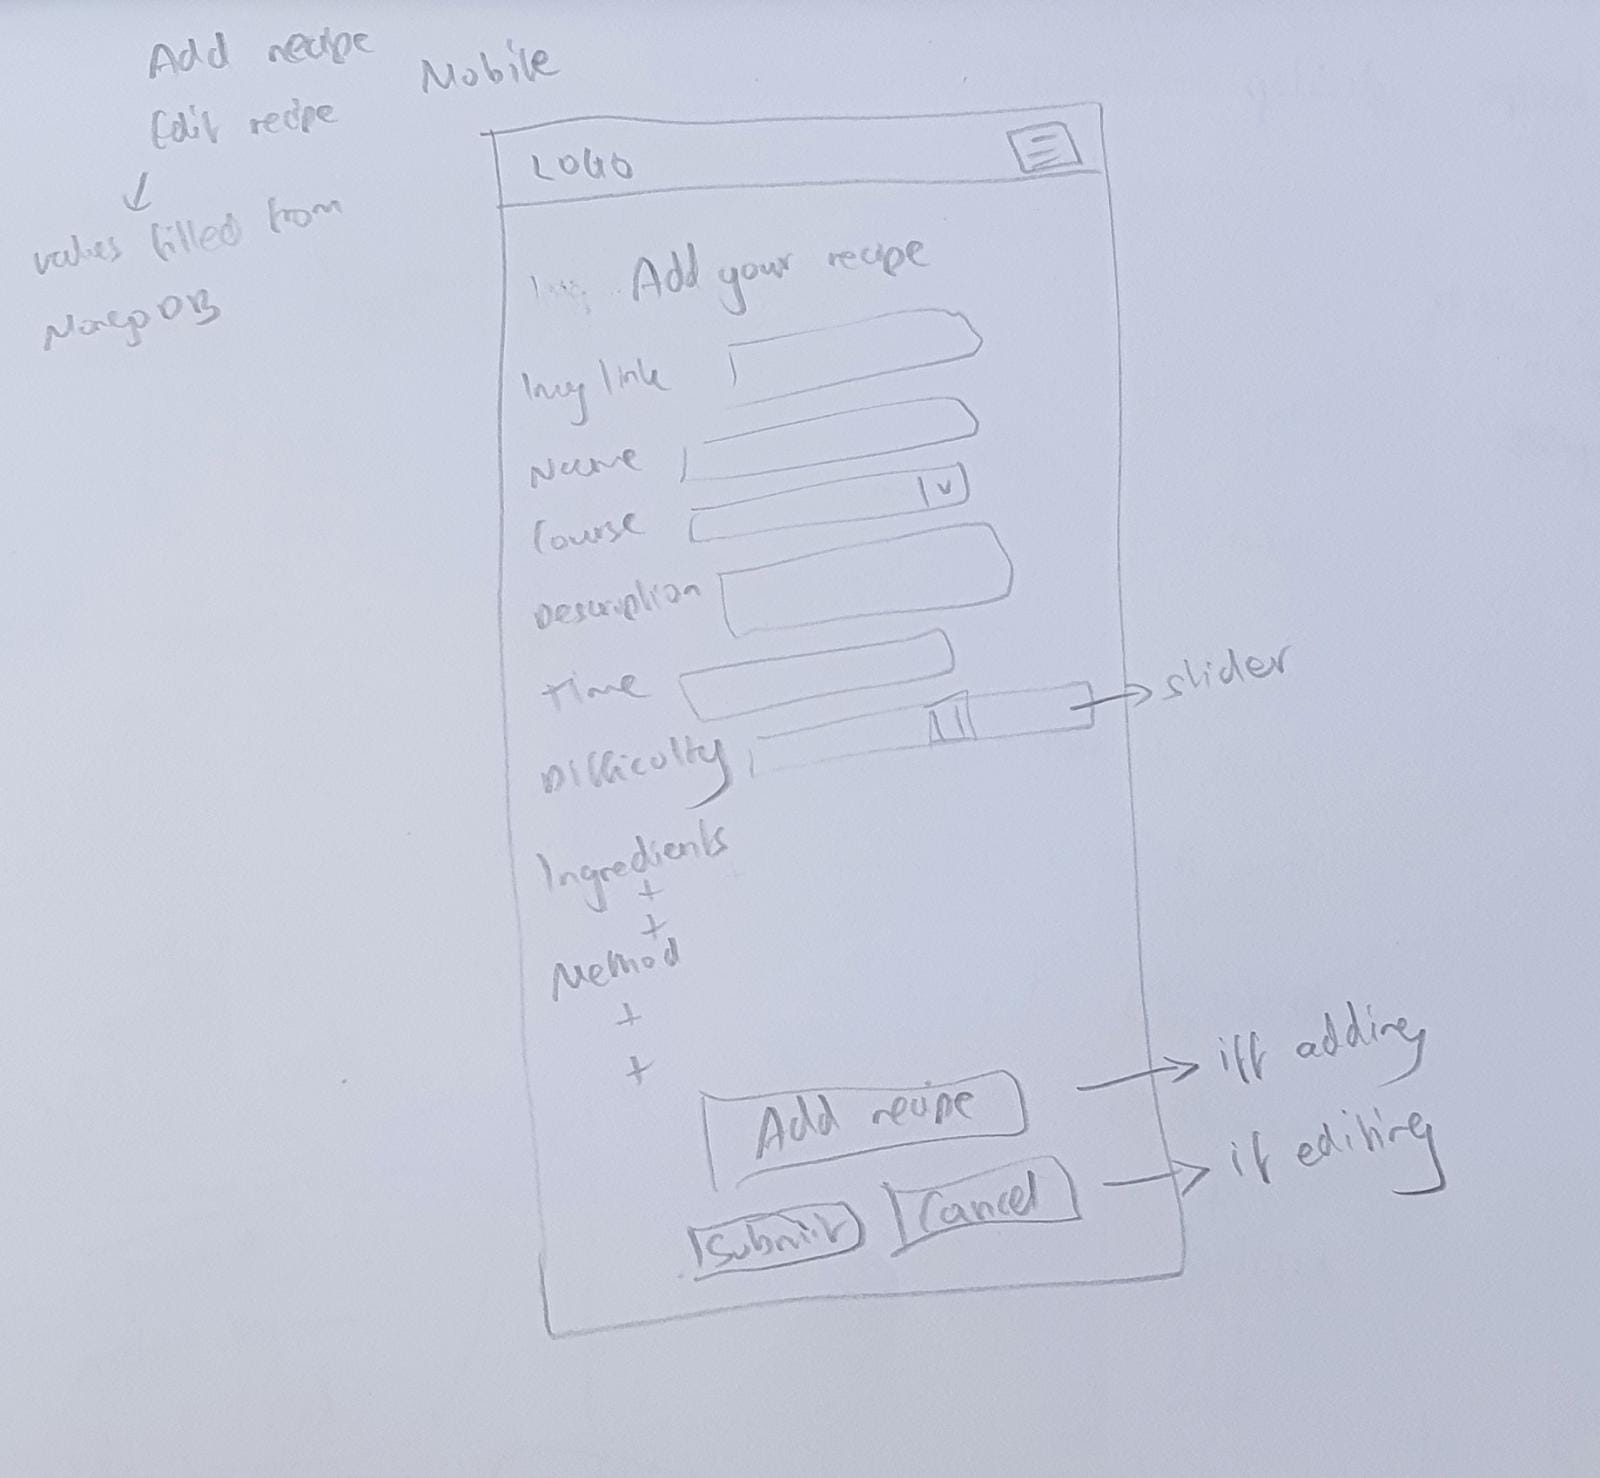 Add recipe
Edit recipe
values filled from
MongoDB
Mobile
LOGO
Add your recipe
Img link
Name
Course
Description
Time
Difficulty
slider
Ingredients
+
+
Method
+
+
Add recipe
iff adding
Submit
Cancel
if editing